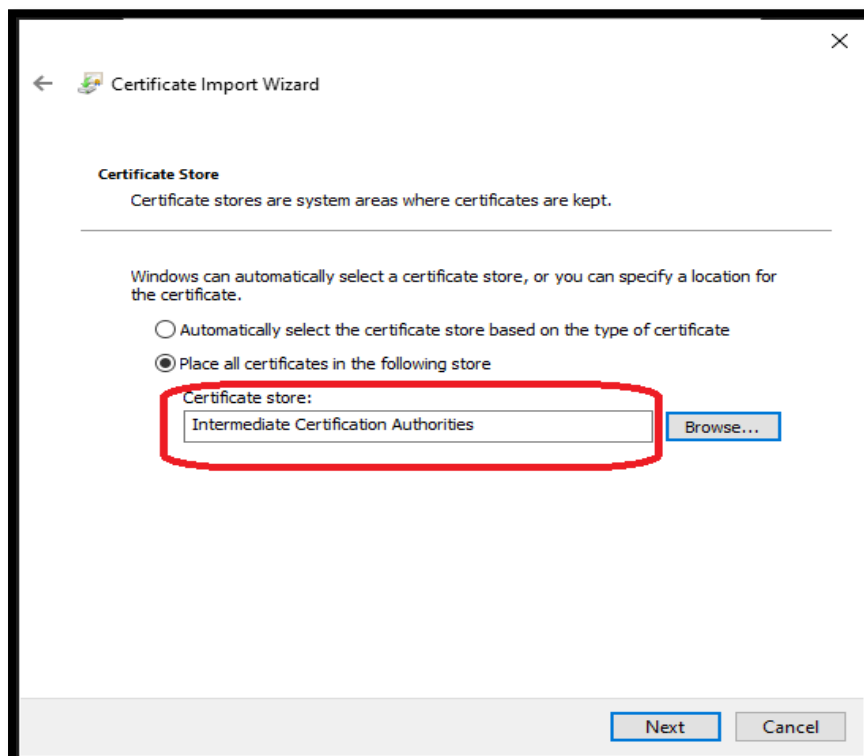 Certificate Import Wizard
Certificate Store
Certificate stores are system areas where certificates are kept.
Windows can automatically select a certificate store, or you can specify a location for
the certificate.
Automatically select the certificate store based on the type of certificate
Place all certificates in the following store
Certificate store:
Intermediate Certification Authorities
Browse...
Next
Cancel